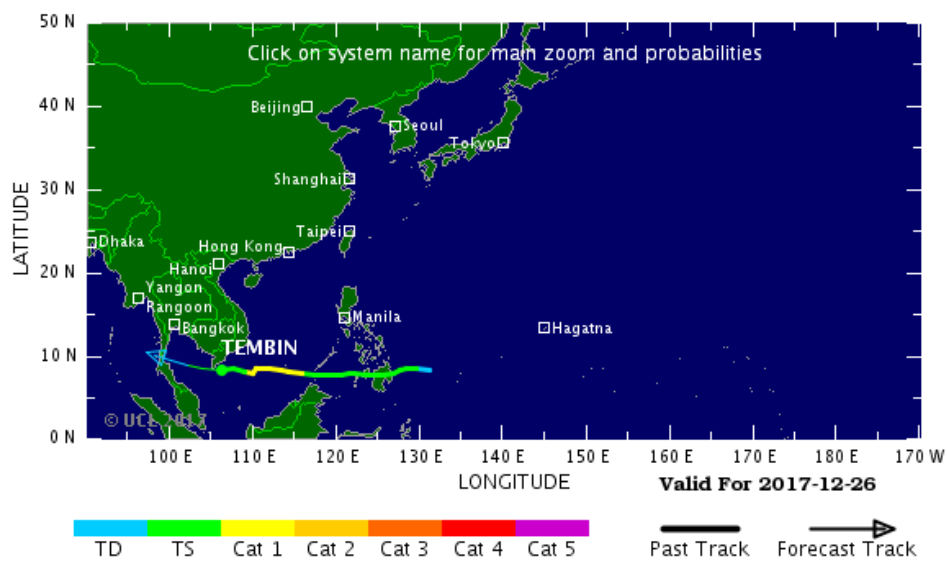 50 N
Click on system name for main zoom and probabilities
40 N
Beijing
Seoul
Tokyo
30 N
Shanghai
LATITUDE
Taipei
Dhaka
Hong Kong
20 N
Hanoi
Yangon
Rangoon
Manila
Bangkok
Hagatna
10 N
TEMBIN
© UCL 2017
0 N
100 E 110 E 120 E 130 E 140 E 150 E 160 E 170 E 180 E 170 W
LONGITUDE
Valid For 2017-12-26
TD TS Cat 1 Cat 2 Cat 3 Cat 4 Cat 5
Past Track Forecast Track